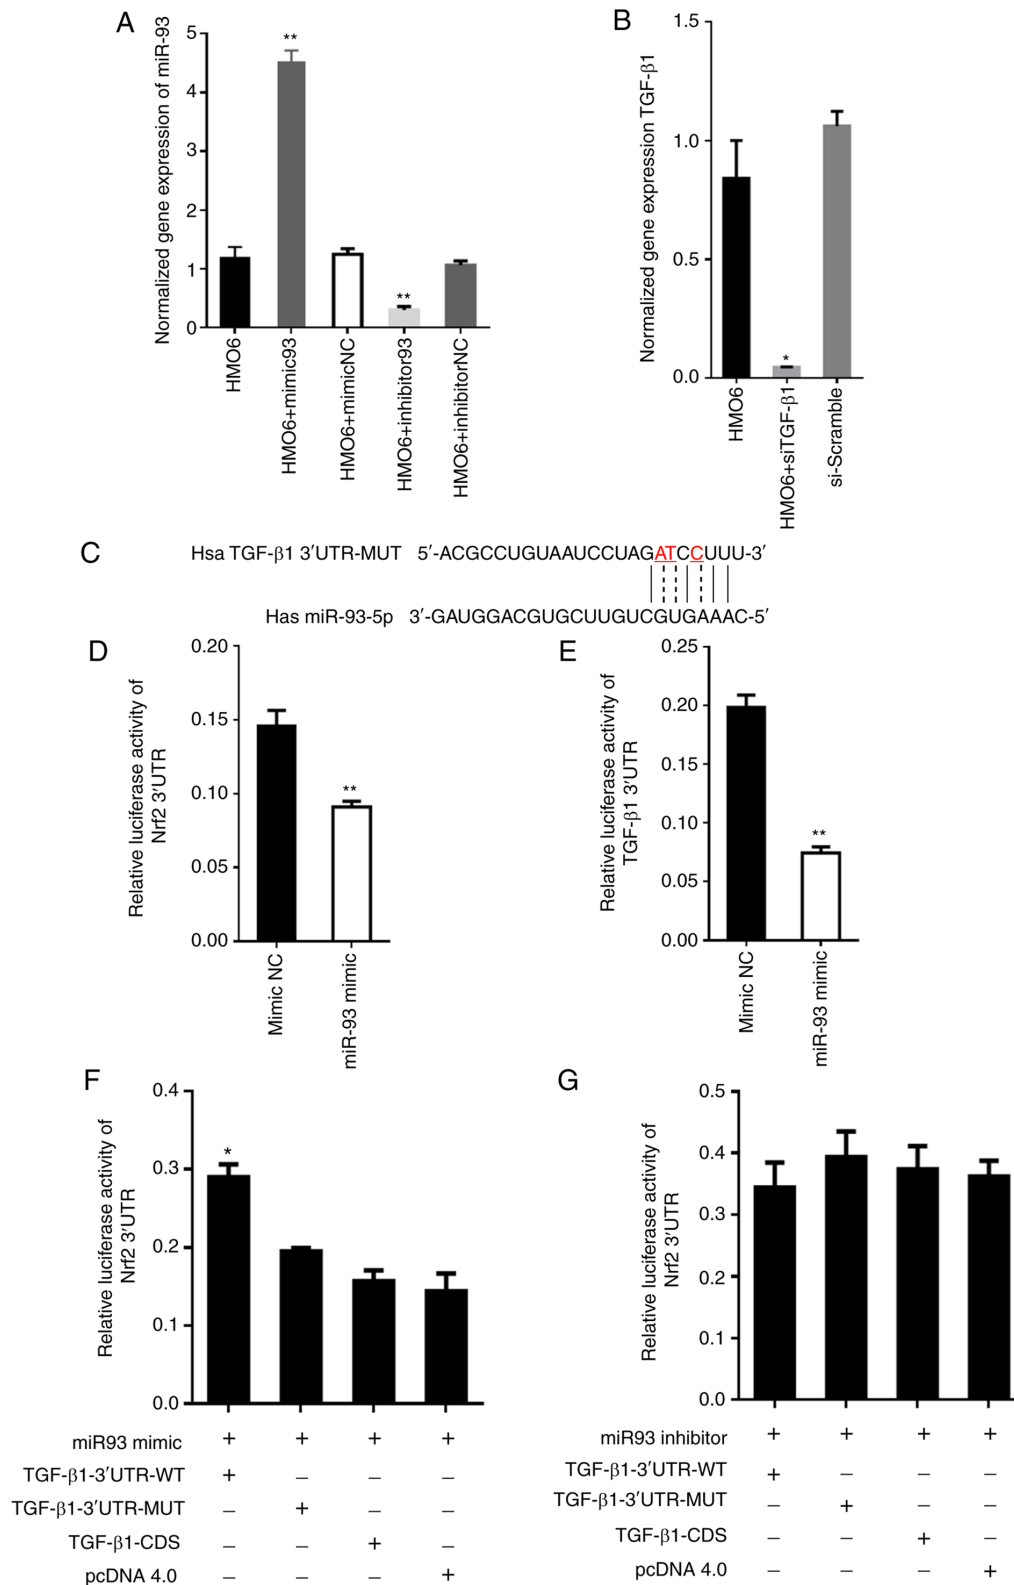 A
Normalized gene expression of miR-93
5
4
3
2
1
0
**
**
HMO6
HMO6+mimic93
HMO6+mimicNC
HMO6+inhibitor93
HMO6+inhibitorNC
B
Normalized gene expression TGF-β1
1.5
1.0
0.5
0.0
*
HMO6
HMO6+siTGF-β1
si-Scramble
C
Hsa TGF-β1 3′UTR-MUT 5′-ACGCCUGUAAUCCUAGATCCUUU-3′
Has miR-93-5p 3′-GAUGGACGUGCUUGUCGUGAAAC-5′
D
Relative luciferase activity of
Nrf2 3′UTR
0.20
0.15
0.10
0.05
0.00
**
Mimic NC
miR-93 mimic
E
Relative luciferase activity of
TGF-β1 3′UTR
0.25
0.20
0.15
0.10
0.05
0.00
**
Mimic NC
miR-93 mimic
F
Relative luciferase activity of
Nrf2 3′UTR
0.4
0.3
0.2
0.1
0.0
*
miR93 mimic + + + +
TGF-β1-3′UTR-WT + – – –
TGF-β1-3′UTR-MUT – + – –
TGF-β1-CDS – – + –
pcDNA 4.0 – – – +
G
Relative luciferase activity of
Nrf2 3′UTR
0.5
0.4
0.3
0.2
0.1
0.0
miR93 inhibitor + + + +
TGF-β1-3′UTR-WT + – – –
TGF-β1-3′UTR-MUT – + – –
TGF-β1-CDS – – + –
pcDNA 4.0 – – – +